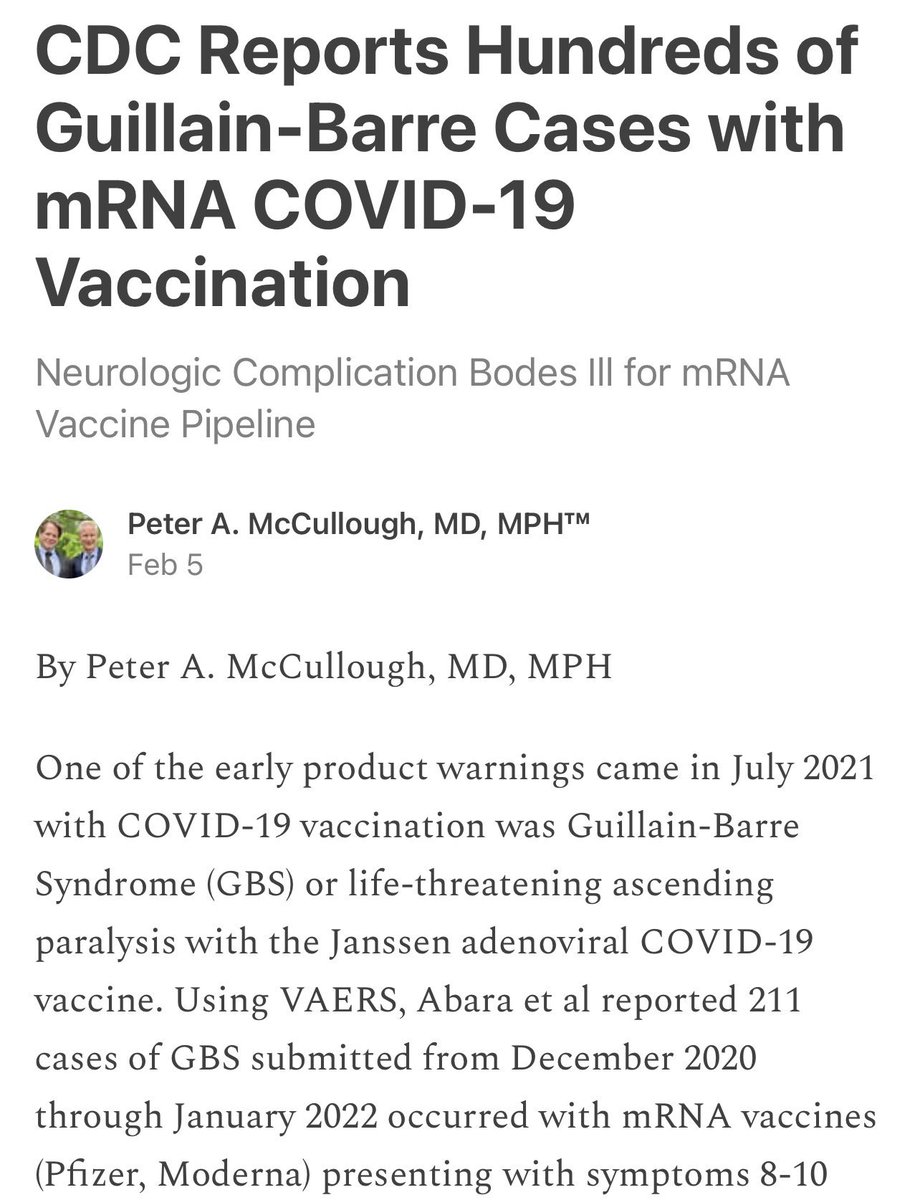 CDC Reports Hundreds of
Guillain-Barre Cases with
mRNA COVID-19
Vaccination
Neurologic Complication Bodes Ill for mRNA
Vaccine Pipeline
Peter A. McCullough, MD, MPH™
Feb 5
By Peter A. McCullough, MD, MPH
One of the early product warnings came in July 2021
with COVID-19 vaccination was Guillain-Barre
Syndrome (GBS) or life-threatening ascending
paralysis with the Janssen adenoviral COVID-19
vaccine. Using VAERS, Abara et al reported 211
cases of GBS submitted from December 2020
through January 2022 occurred with mRNA vaccines
(Pfizer, Moderna) presenting with symptoms 8-10